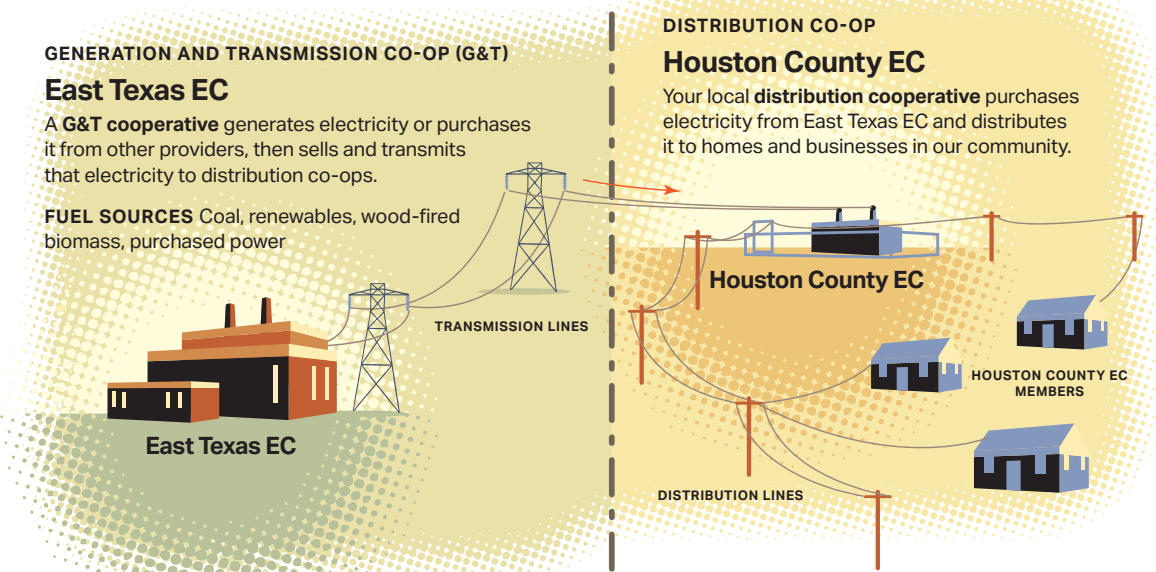 GENERATION AND TRANSMISSION CO-OP (G&T)
East Texas EC
A G&T cooperative generates electricity or purchases
it from other providers, then sells and transmits
that electricity to distribution co-ops.
FUEL SOURCES Coal, renewables, wood-fired
biomass, purchased power
TRANSMISSION LINES
East Texas EC
DISTRIBUTION CO-OP
Houston County EC
Your local distribution cooperative purchases
electricity from East Texas EC and distributes
it to homes and businesses in our community.
Houston County EC
HOUSTON COUNTY EC
MEMBERS
DISTRIBUTION LINES